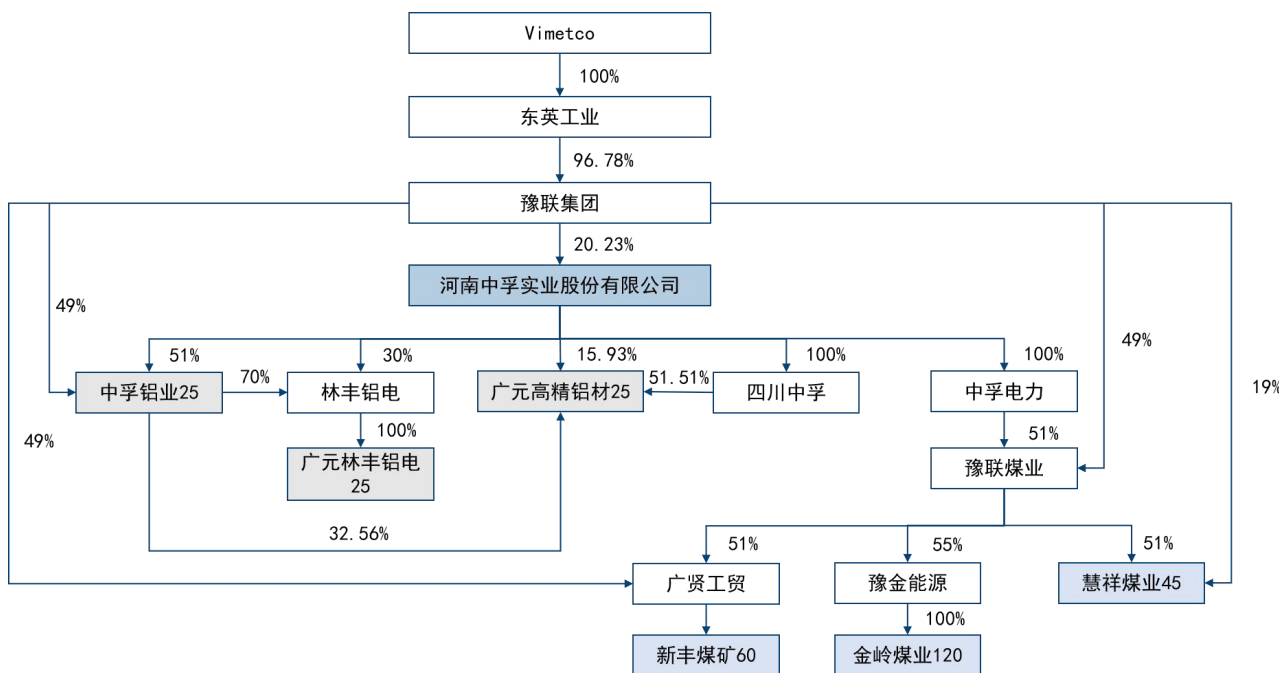 Vimetco
100%
东英工业
96.78%
豫联集团
20.23%
河南中孚实业股份有限公司
49%
49%
51%
30%
15.93%
100%
100%
19%
中孚铝业25
70%
林丰铝电
广元高精铝材25
51.51%
四川中孚
中孚电力
49%
100%
51%
广元林丰铝电
25
豫联煤业
32.56%
51%
55%
51%
广贤工贸
豫金能源
慧祥煤业45
100%
新丰煤矿60
金岭煤业120